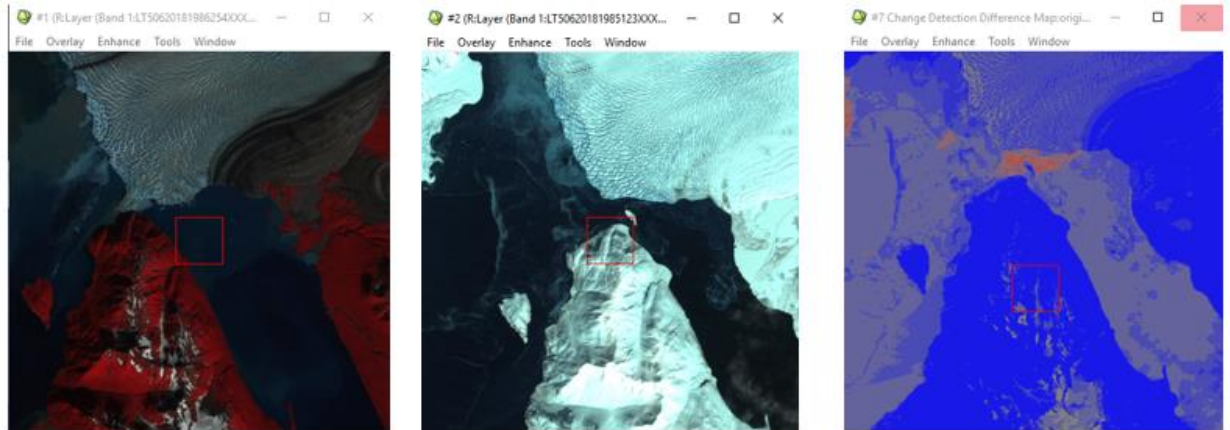 #1 (R:Layer (Band 1:LT50620181986254XXX...
File Overlay Enhance Tools Window
#2 (R:Layer (Band 1:LT50620181985123XXX...
File Overlay Enhance Tools Window
#7 Change Detection Difference Map:origi...
File Overlay Enhance Tools Window